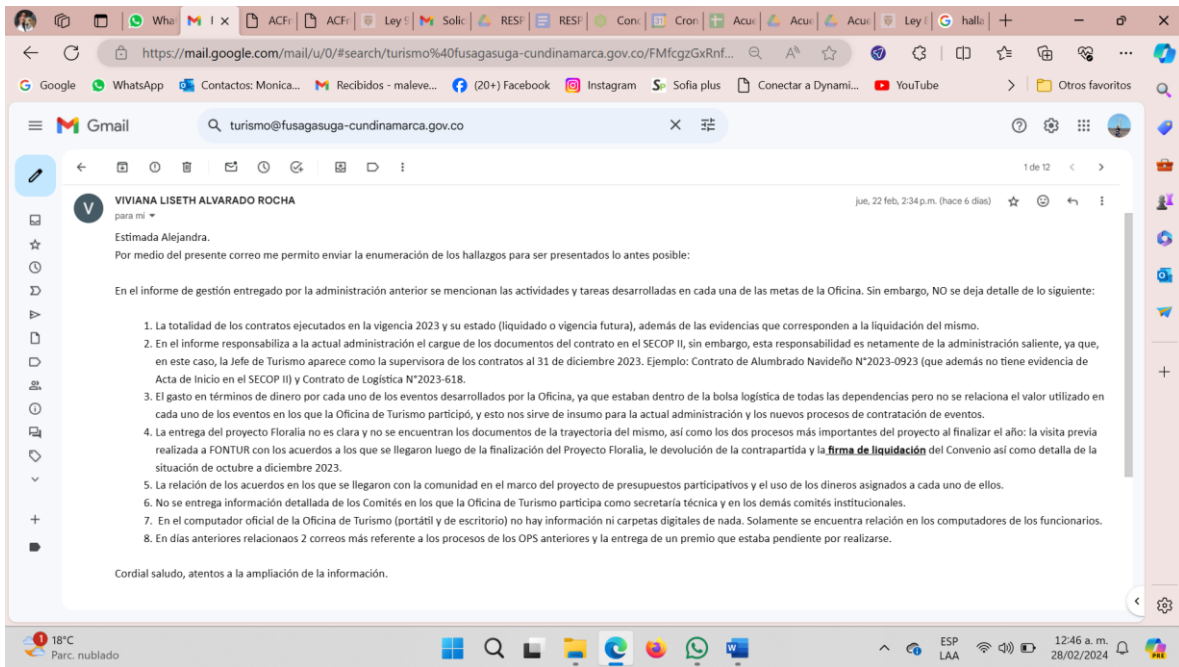 Wha
M I
ACFr
ACFr
Ley 9
Solic
RESF
RESF
Conc
Cron
Acue
Acue
Acue
Ley (
halla
https://mail.google.com/mail/u/0/#search/turismo%40fusagasuga-cundinamarca.gov.co/FMfcgzGxRnf...
Google
WhatsApp
Contactos: Monica...
Recibidos - maleve...
(20+) Facebook
Instagram
Sofia plus
Conectar a Dynami...
YouTube
Otros favoritos
Gmail
turismo@fusagasuga-cundinamarca.gov.co
1 de 12
V
VIVIANA LISETH ALVARADO ROCHA
jue, 22 feb, 2:34 p.m. (hace 6 días)
para mí
Estimada Alejandra.
Por medio del presente correo me permito enviar la enumeración de los hallazgos para ser presentados lo antes posible:
En el informe de gestión entregado por la administración anterior se mencionan las actividades y tareas desarrolladas en cada una de las metas de la Oficina. Sin embargo, NO se deja detalle de lo siguiente:
1. La totalidad de los contratos ejecutados en la vigencia 2023 y su estado (liquidado o vigencia futura), además de las evidencias que corresponden a la liquidación del mismo.
2. En el informe responsabiliza a la actual administración el cargue de los documentos del contrato en el SECOP II, sin embargo, esta responsabilidad es netamente de la administración saliente, ya que,
en este caso, la Jefe de Turismo aparece como la supervisora de los contratos al 31 de diciembre 2023. Ejemplo: Contrato de Alumbrado Navideño N°2023-0923 (que además no tiene evidencia de
Acta de Inicio en el SECOP II) y Contrato de Logística N°2023-618.
3. El gasto en términos de dinero por cada uno de los eventos desarrollados por la Oficina, ya que estaban dentro de la bolsa logística de todas las dependencias pero no se relaciona el valor utilizado en
cada uno de los eventos en los que la Oficina de Turismo participó, y esto nos sirve de insumo para la actual administración y los nuevos procesos de contratación de eventos.
4. La entrega del proyecto Floralia no es clara y no se encuentran los documentos de la trayectoria del mismo, así como los dos procesos más importantes del proyecto al finalizar el año: la visita previa
realizada a FONTUR con los acuerdos a los que se llegaron luego de la finalización del Proyecto Floralia, le devolución de la contrapartida y la firma de liquidación del Convenio así como detalla de la
situación de octubre a diciembre 2023.
5. La relación de los acuerdos en los que se llegaron con la comunidad en el marco del proyecto de presupuestos participativos y el uso de los dineros asignados a cada uno de ellos.
6. No se entrega información detallada de los Comités en los que la Oficina de Turismo participa como secretaría técnica y en los demás comités institucionales.
7. En el computador oficial de la Oficina de Turismo (portátil y de escritorio) no hay información ni carpetas digitales de nada. Solamente se encuentra relación en los computadores de los funcionarios.
8. En días anteriores relacionaos 2 correos más referente a los procesos de los OPS anteriores y la entrega de un premio que estaba pendiente por realizarse.
Cordial saludo, atentos a la ampliación de la información.
1
18°C
Parc. nublado
ESP
LAA
12:46 a. m.
28/02/2024
PRE